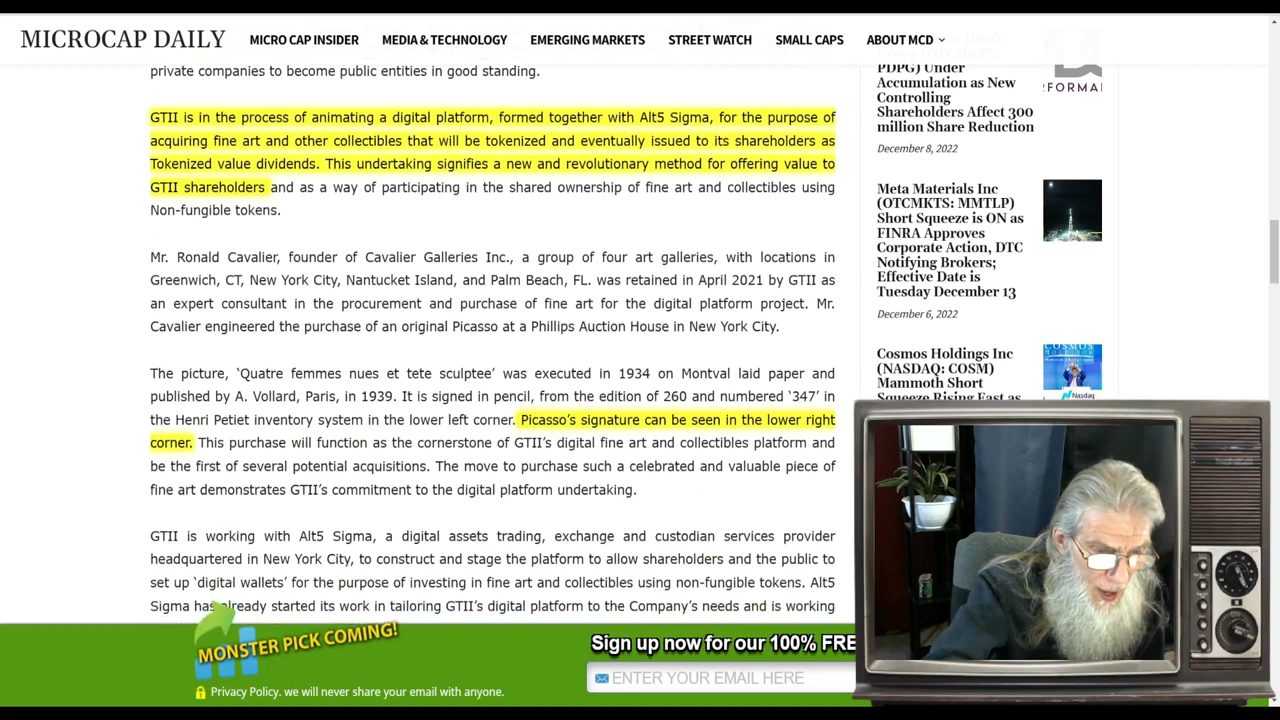 MICROCAP DAILY
MICRO CAP INSIDER
MEDIA & TECHNOLOGY
EMERGING MARKETS
STREET WATCH
SMALL CAPS
ABOUT MCD
private companies to become public entities in good standing.
GTII is in the process of animating a digital platform, formed together with Alt5 Sigma, for the purpose of
acquiring fine art and other collectibles that will be tokenized and eventually issued to its shareholders as
Tokenized value dividends. This undertaking signifies a new and revolutionary method for offering value to
GTII shareholders and as a way of participating in the shared ownership of fine art and collectibles using
Non-fungible tokens.
Mr. Ronald Cavalier, founder of Cavalier Galleries Inc., a group of four art galleries, with locations in
Greenwich, CT, New York City, Nantucket Island, and Palm Beach, FL. was retained in April 2021 by GTII as
an expert consultant in the procurement and purchase of fine art for the digital platform project. Mr.
Cavalier engineered the purchase of an original Picasso at a Phillips Auction House in New York City.
The picture, ‘Quatre femmes nues et tete sculptee’ was executed in 1934 on Montval laid paper and
published by A. Vollard, Paris, in 1939. It is signed in pencil, from the edition of 260 and numbered ‘347’ in
the Henri Petiet inventory system in the lower left corner. Picasso’s signature can be seen in the lower right
corner. This purchase will function as the cornerstone of GTII’s digital fine art and collectibles platform and
be the first of several potential acquisitions. The move to purchase such a celebrated and valuable piece of
fine art demonstrates GTII’s commitment to the digital platform undertaking.
GTII is working with Alt5 Sigma, a digital assets trading, exchange and custodian services provider
headquartered in New York City, to construct and stage the platform to allow shareholders and the public to
set up ‘digital wallets’ for the purpose of investing in fine art and collectibles using non-fungible tokens. Alt5
Sigma has already started its work in tailoring GTII’s digital platform to the Company’s needs and is working
PDPG) Under
Accumulation as New
Controlling
Shareholders Affect 300
million Share Reduction
December 8, 2022
RFORMA
Meta Materials Inc
(OTCMKTS: MMTLP)
Short Squeeze is ON as
FINRA Approves
Corporate Action, DTC
Notifying Brokers;
Effective Date is
Tuesday December 13
December 6, 2022
Cosmos Holdings Inc
(NASDAQ: COSM)
Mammoth Short
Squeeze Rising Fast as
COSMOS
Nasdaq
MONSTER PICK COMING!
Privacy Policy. we will never share your email with anyone.
Sign up now for our 100% FRE
ENTER YOUR EMAIL HERE